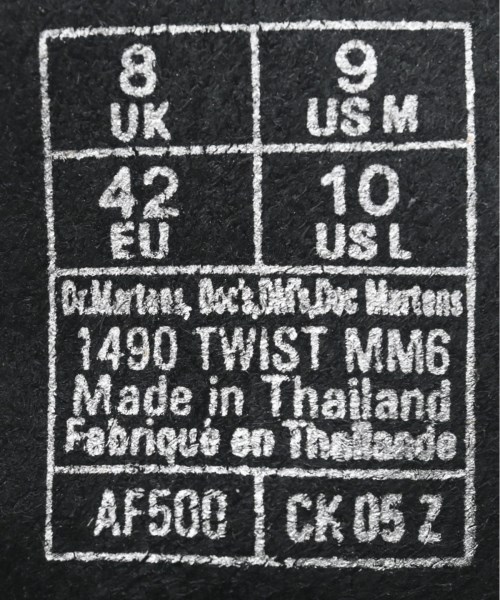 8 9
UK US M
42 10
EU US L
Dr.Martens, Doc's,DM's,Doc Martens
1490 TWIST MM6
Made in Thailand
Fabriqué en Thaïlande
AF500 CK 05 Z